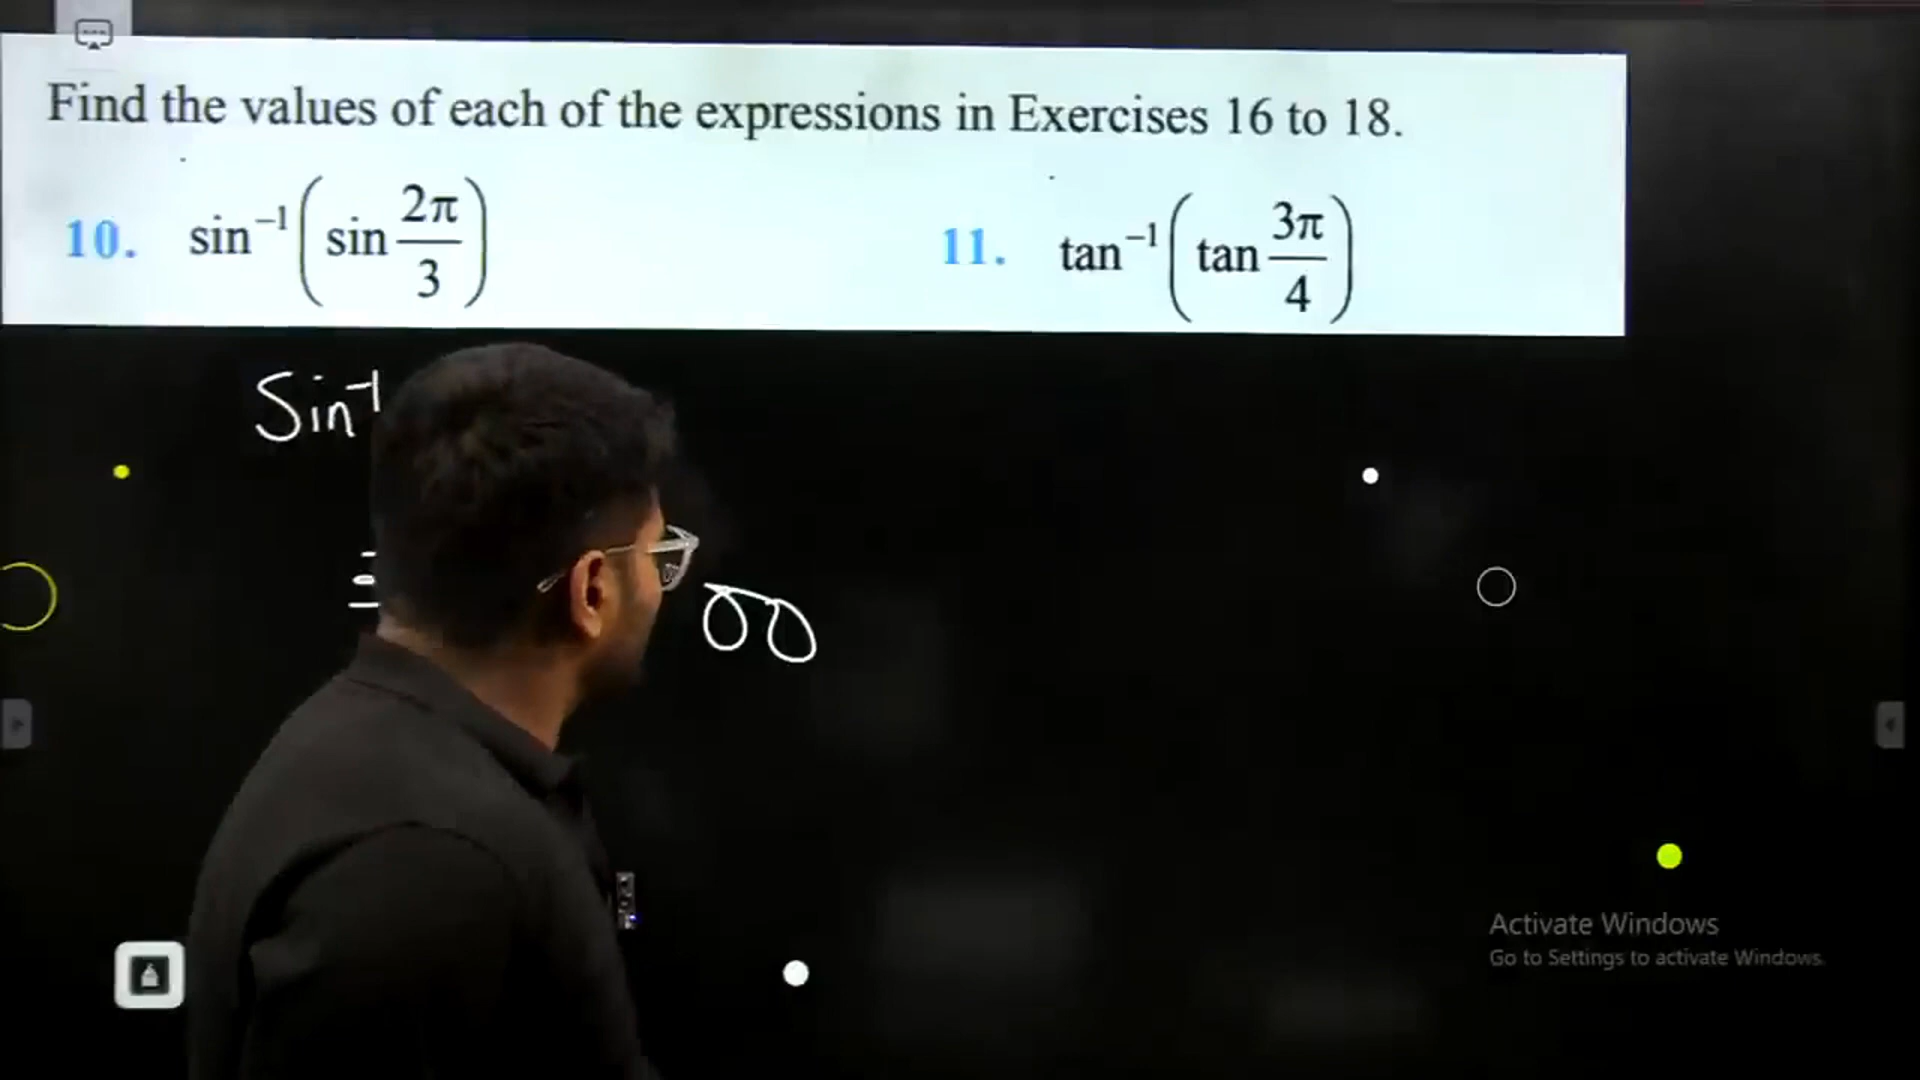 Find the values of each of the expressions in Exercises 16 to 18.
10. sin⁻¹(sin 2π/3) 11. tan⁻¹(tan 3π/4)
Sin⁻¹
Activate Windows
Go to Settings to activate Windows.